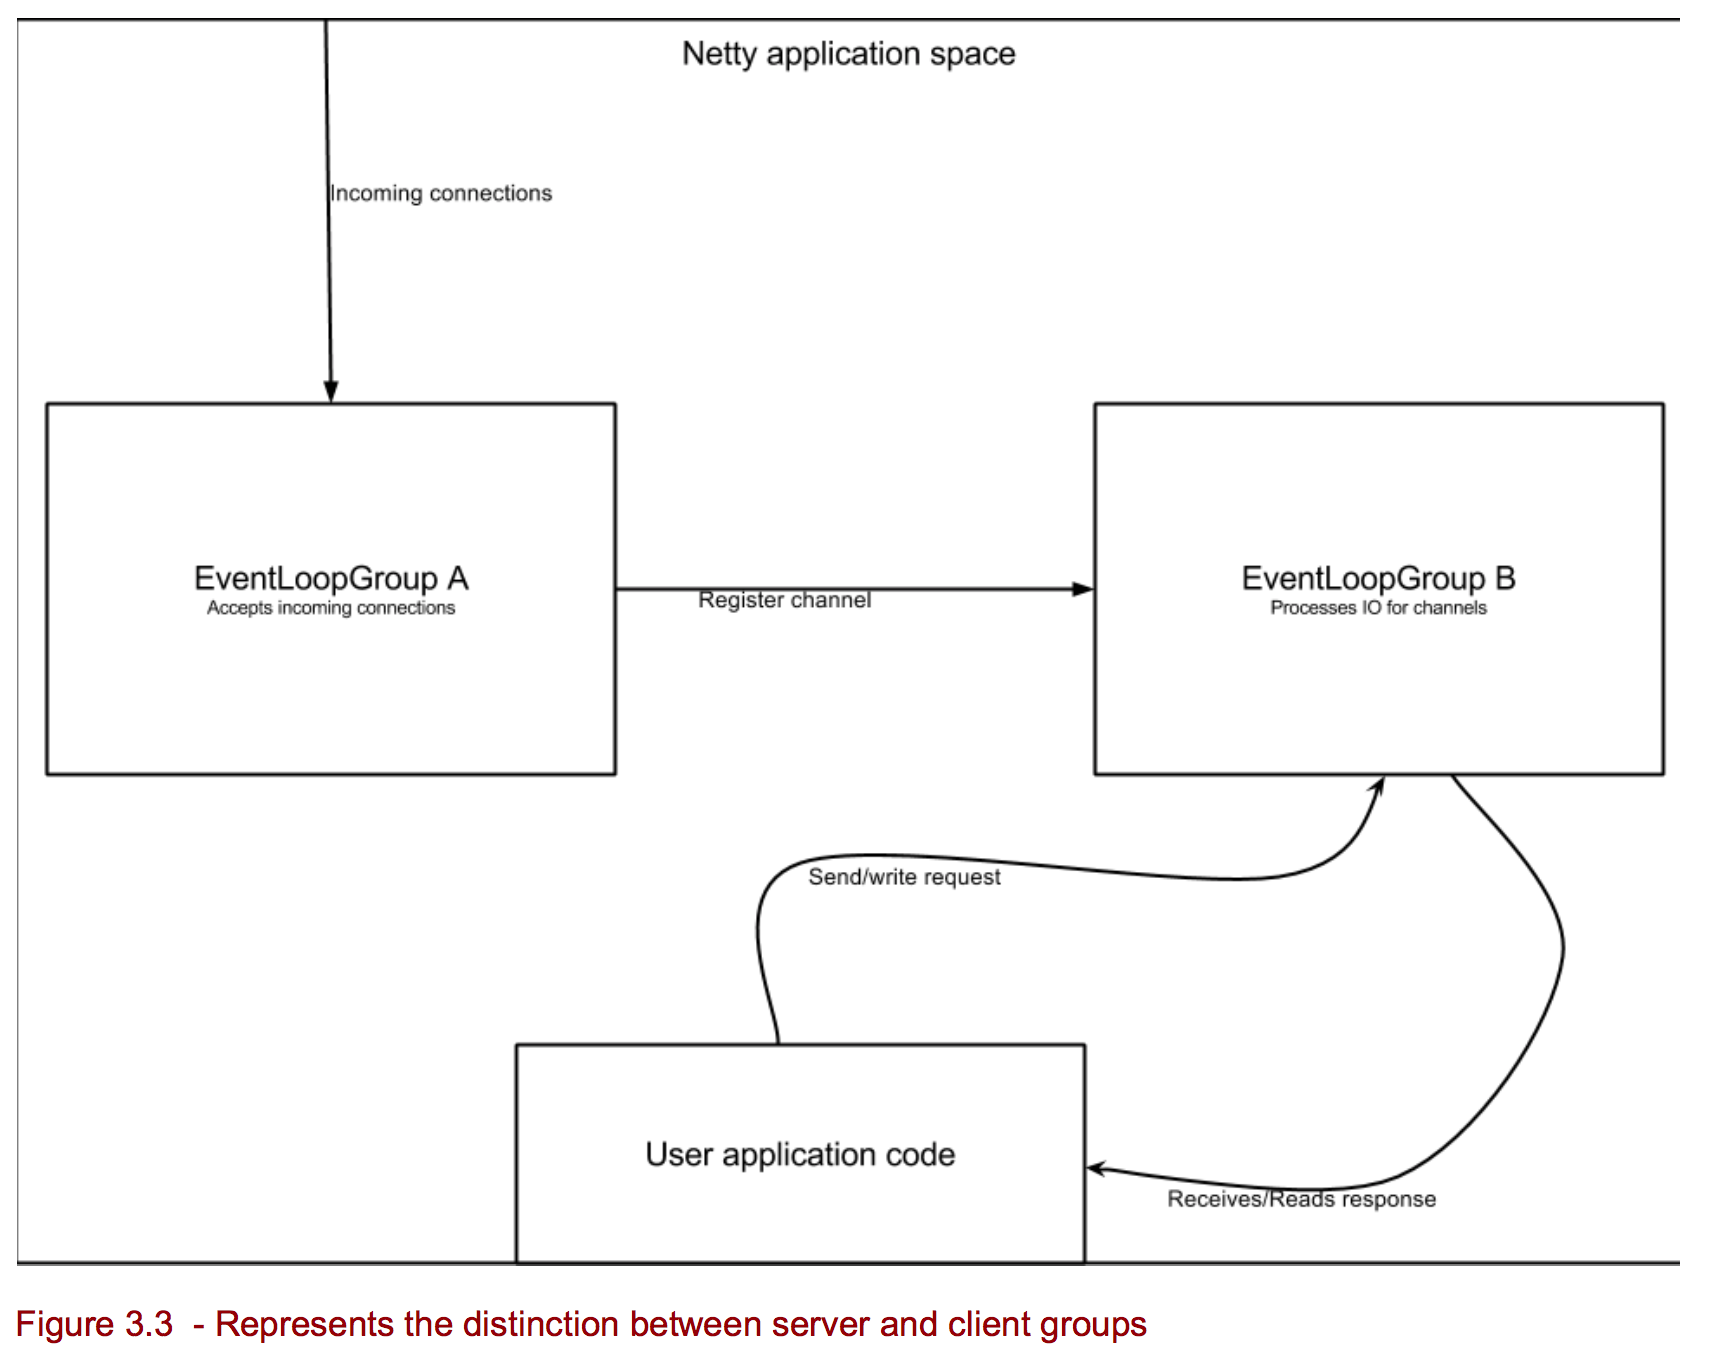 Netty application space
Incoming connections
EventLoopGroup A
Accepts incoming connections
Register channel
EventLoopGroup B
Processes IO for channels
Send/write request
User application code
Receives/Reads response
Figure 3.3 - Represents the distinction between server and client groups